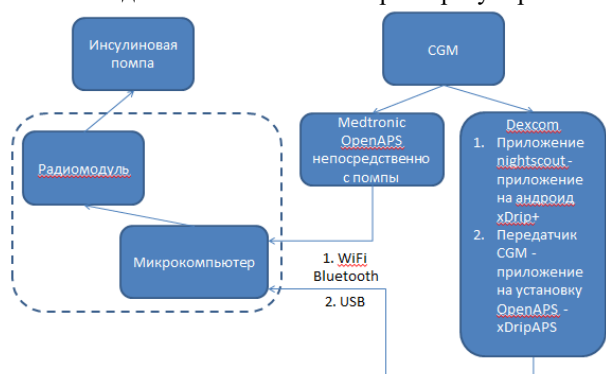 Инсулиновая
помпа
CGM
Medtronic
OpenAPS
непосредственно
с помпы
Dexcom
1. Приложение
nightscout -
приложение
на андроид
xDrip+
2. Передатчик
CGM -
приложение
на установку
OpenAPS -
xDripAPS
Радиомодуль
Микрокомпьютер
1. WiFi
Bluetooth
2. USB